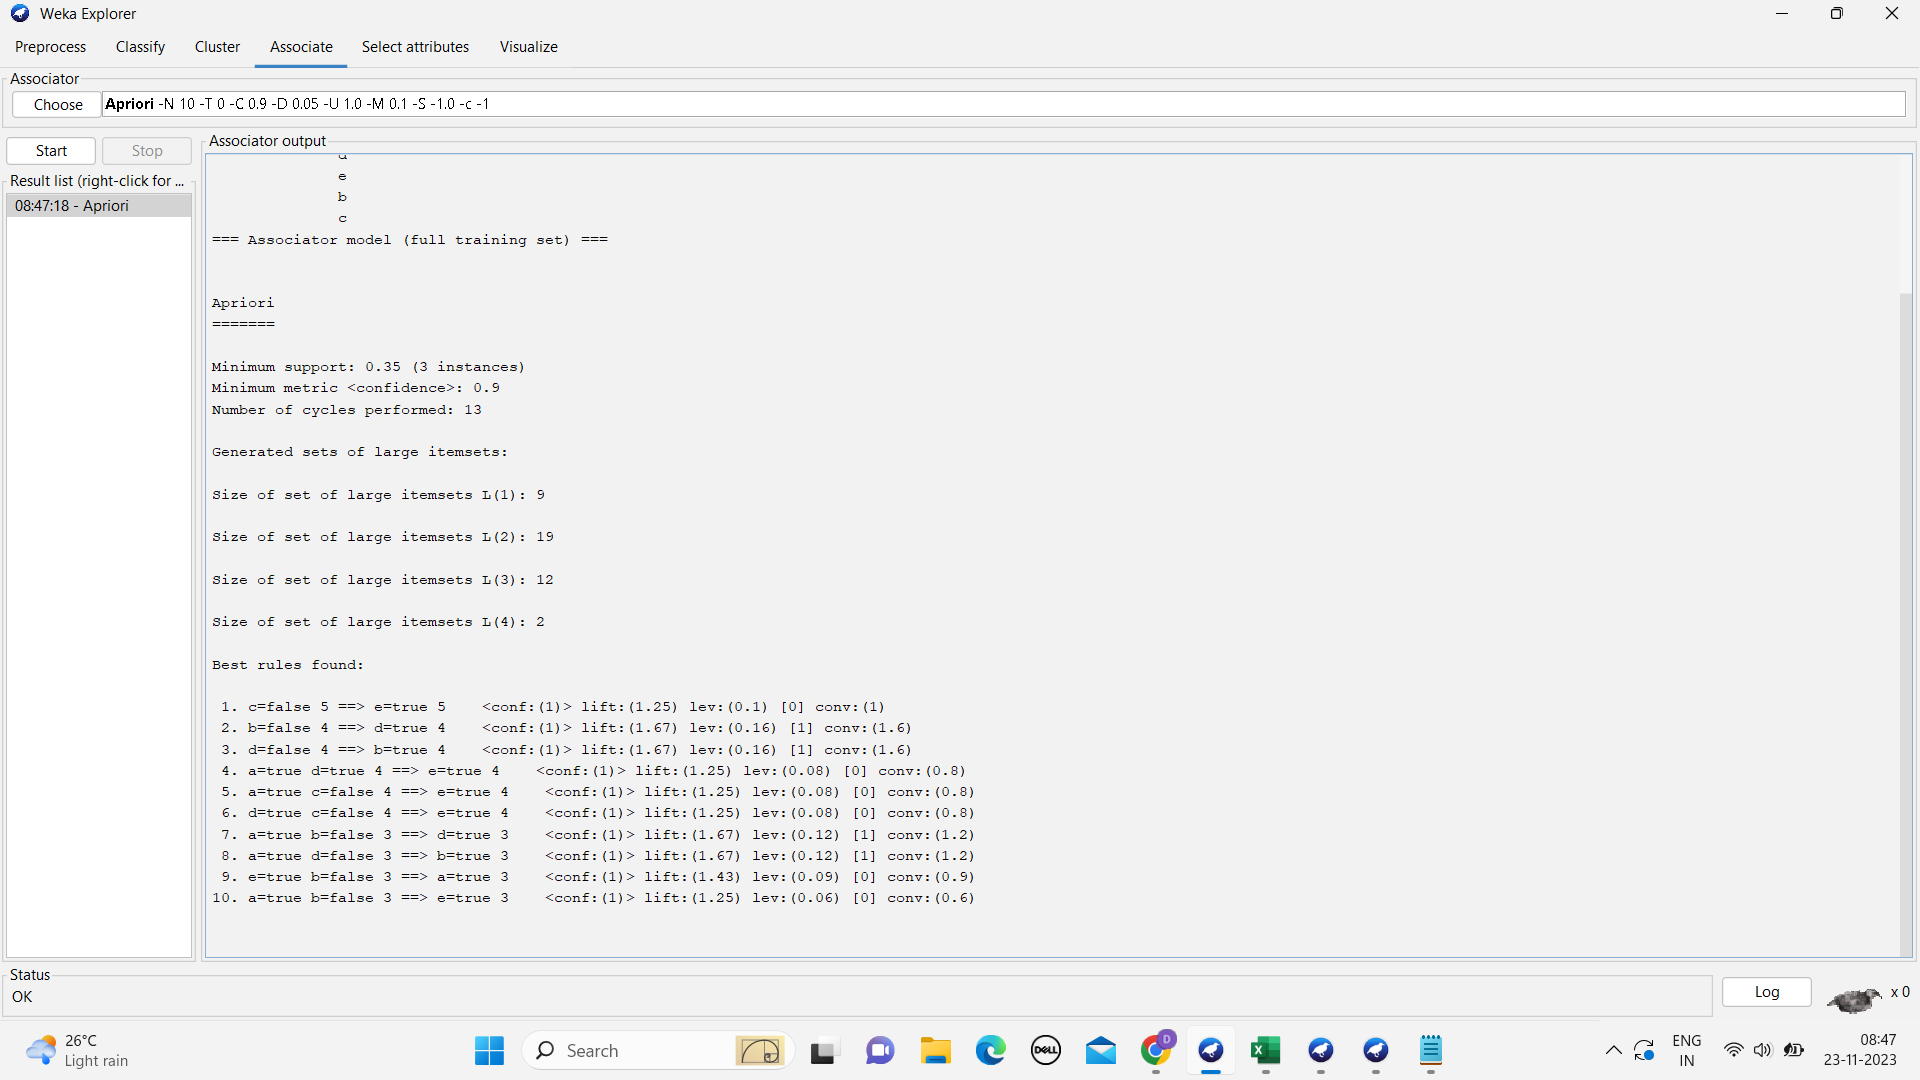 Weka Explorer
Preprocess Classify Cluster Associate Select attributes Visualize
Associator
Choose Apriori -N 10 -T 0 -C 0.9 -D 0.05 -U 1.0 -M 0.1 -S -1.0 -c -1
Start Stop
Associator output
Result list (right-click for ...
08:47:18 - Apriori
e
b
c
=== Associator model (full training set) ===
Apriori
=======
Minimum support: 0.35 (3 instances)
Minimum metric <confidence>: 0.9
Number of cycles performed: 13
Generated sets of large itemsets:
Size of set of large itemsets L(1): 9
Size of set of large itemsets L(2): 19
Size of set of large itemsets L(3): 12
Size of set of large itemsets L(4): 2
Best rules found:
1. c=false 5 ==> e=true 5 <conf:(1)> lift:(1.25) lev:(0.1) [0] conv:(1)
2. b=false 4 ==> d=true 4 <conf:(1)> lift:(1.67) lev:(0.16) [1] conv:(1.6)
3. d=false 4 ==> b=true 4 <conf:(1)> lift:(1.67) lev:(0.16) [1] conv:(1.6)
4. a=true d=true 4 ==> e=true 4 <conf:(1)> lift:(1.25) lev:(0.08) [0] conv:(0.8)
5. a=true c=false 4 ==> e=true 4 <conf:(1)> lift:(1.25) lev:(0.08) [0] conv:(0.8)
6. d=true c=false 4 ==> e=true 4 <conf:(1)> lift:(1.25) lev:(0.08) [0] conv:(0.8)
7. a=true b=false 3 ==> d=true 3 <conf:(1)> lift:(1.67) lev:(0.12) [1] conv:(1.2)
8. a=true d=false 3 ==> b=true 3 <conf:(1)> lift:(1.67) lev:(0.12) [1] conv:(1.2)
9. e=true b=false 3 ==> a=true 3 <conf:(1)> lift:(1.43) lev:(0.09) [0] conv:(0.9)
10. a=true b=false 3 ==> e=true 3 <conf:(1)> lift:(1.25) lev:(0.06) [0] conv:(0.6)
Status
OK
Log
x 0
26°C
Light rain
Search
DELL
D
ENG
IN
08:47
23-11-2023